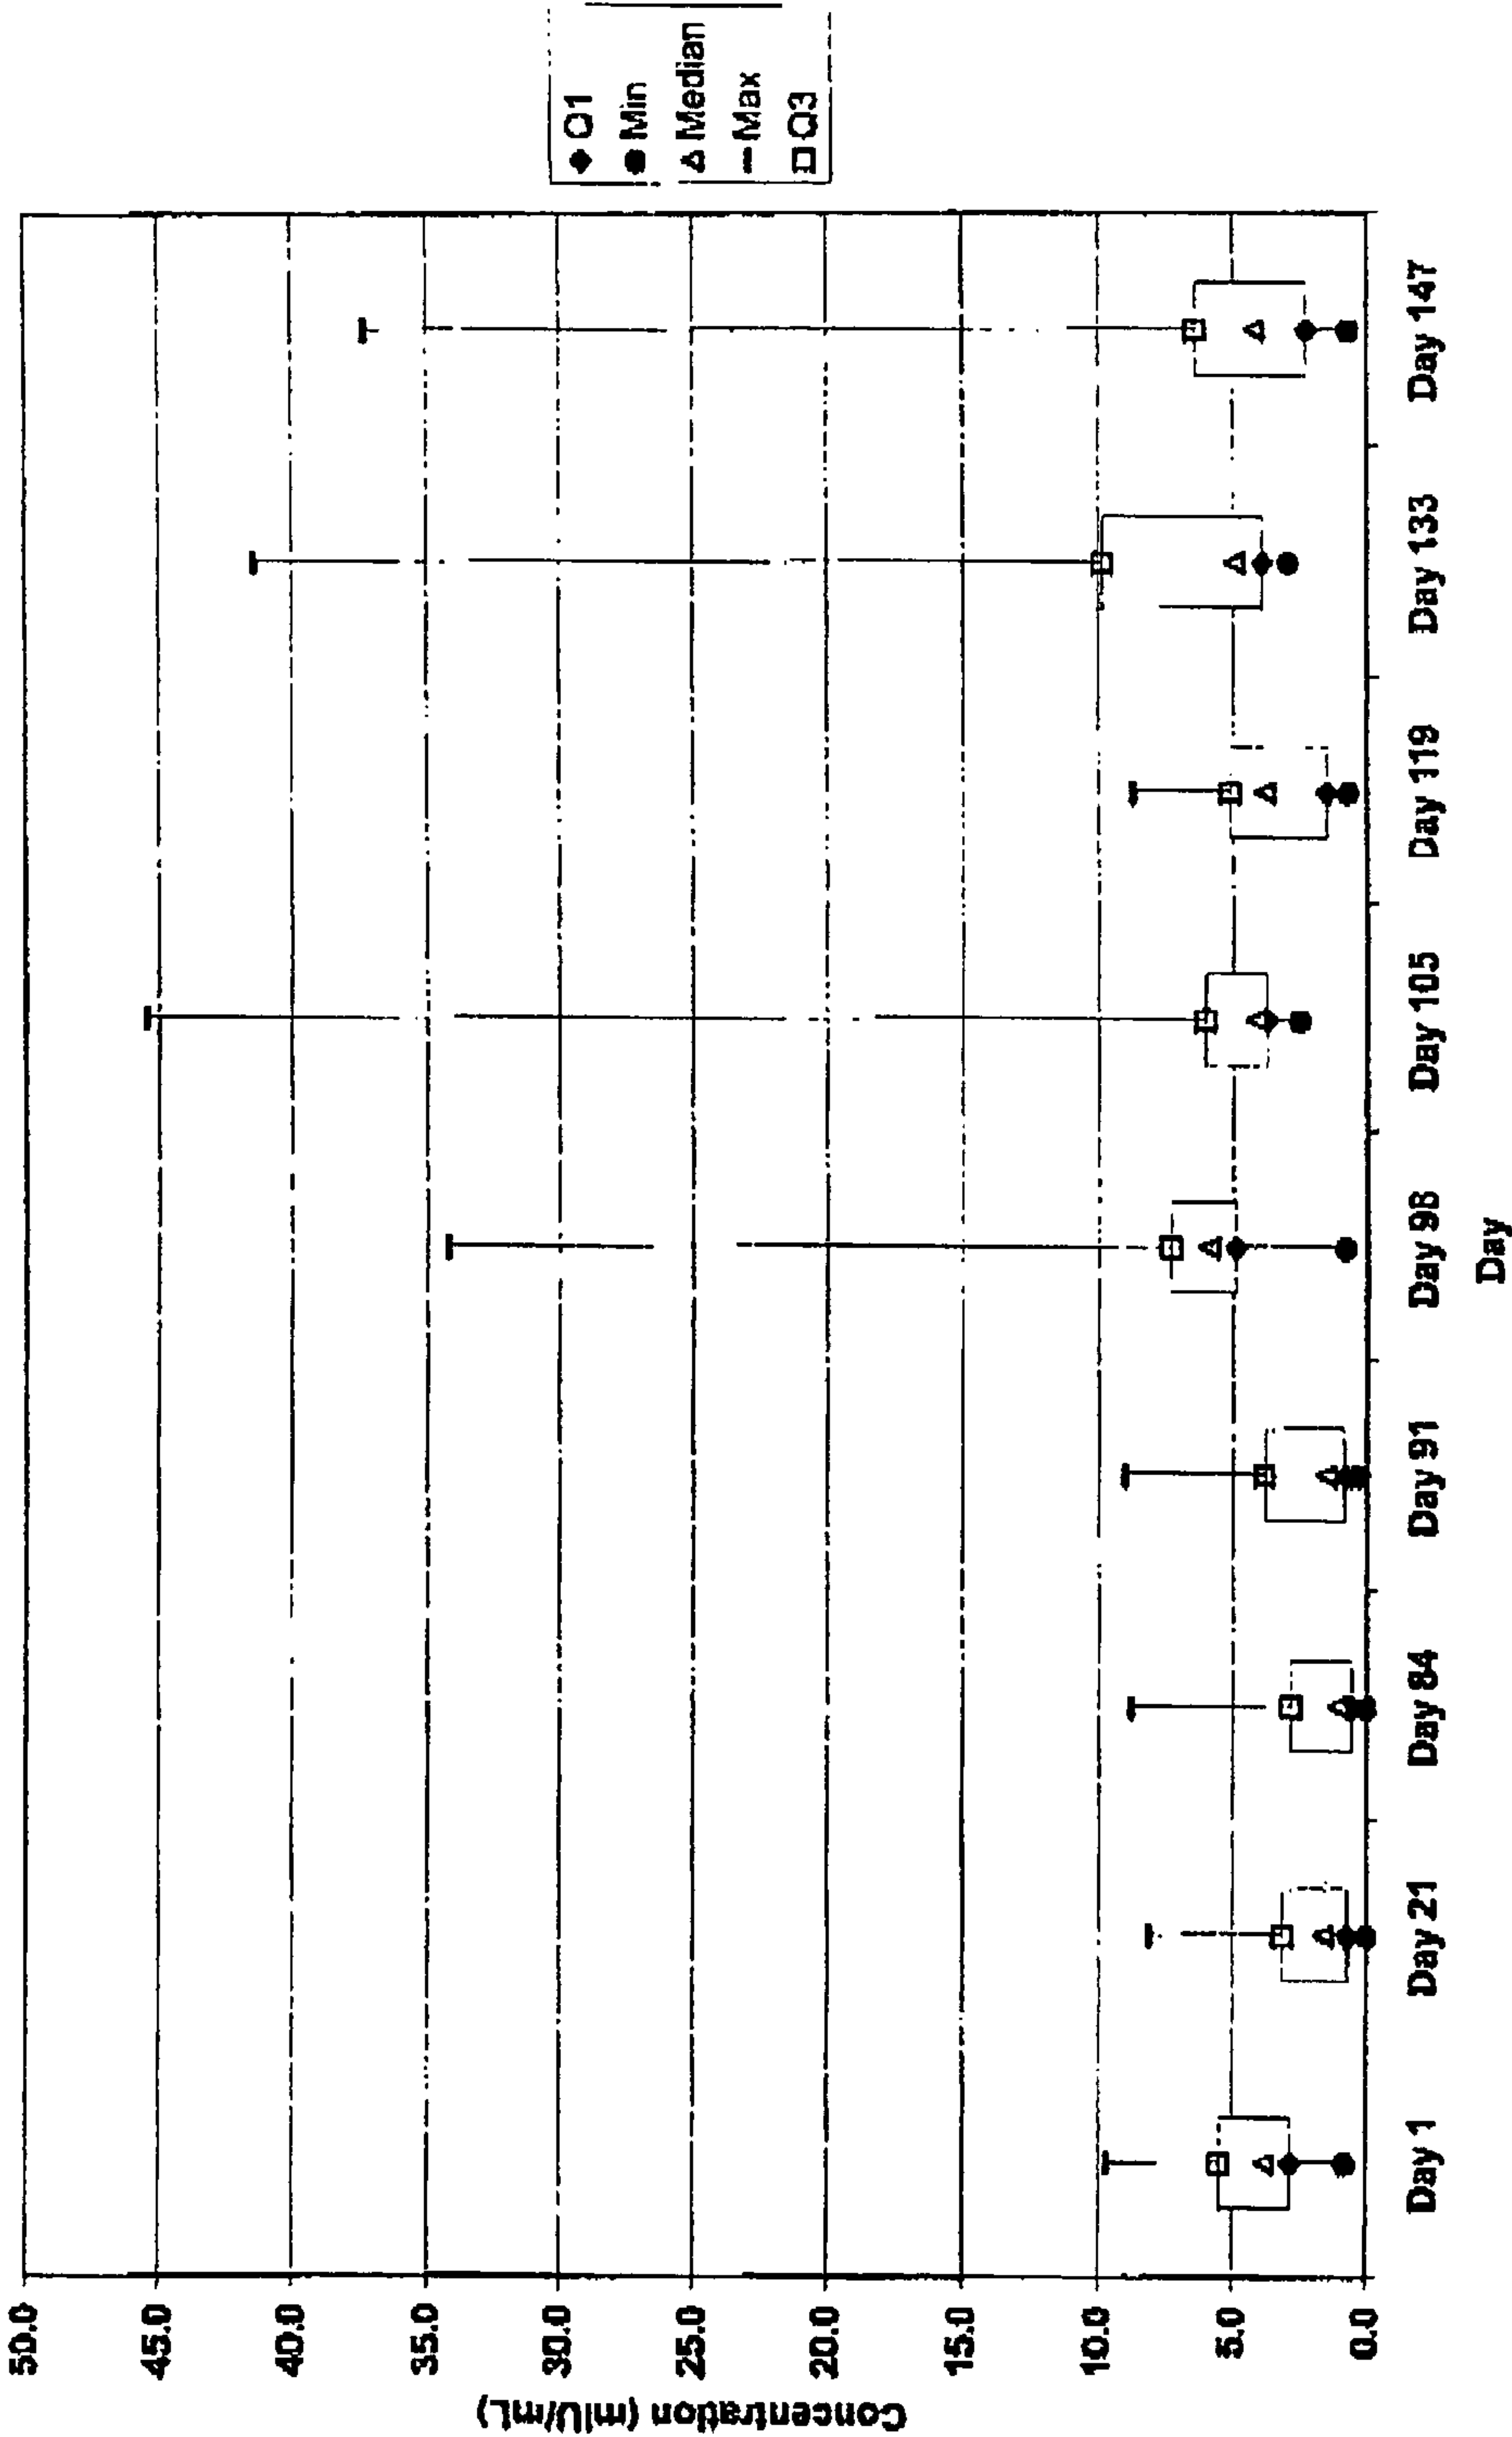 50.0
45.0
40.0
35.0
30.0
25.0
20.0
15.0
10.0
5.0
0.0
Concentration (mIU/mL)
Day 1
Day 21
Day 84
Day 91
Day 98
Day 105
Day 119
Day 133
Day 147
Day
Q1
Min
Median
Max
Q3